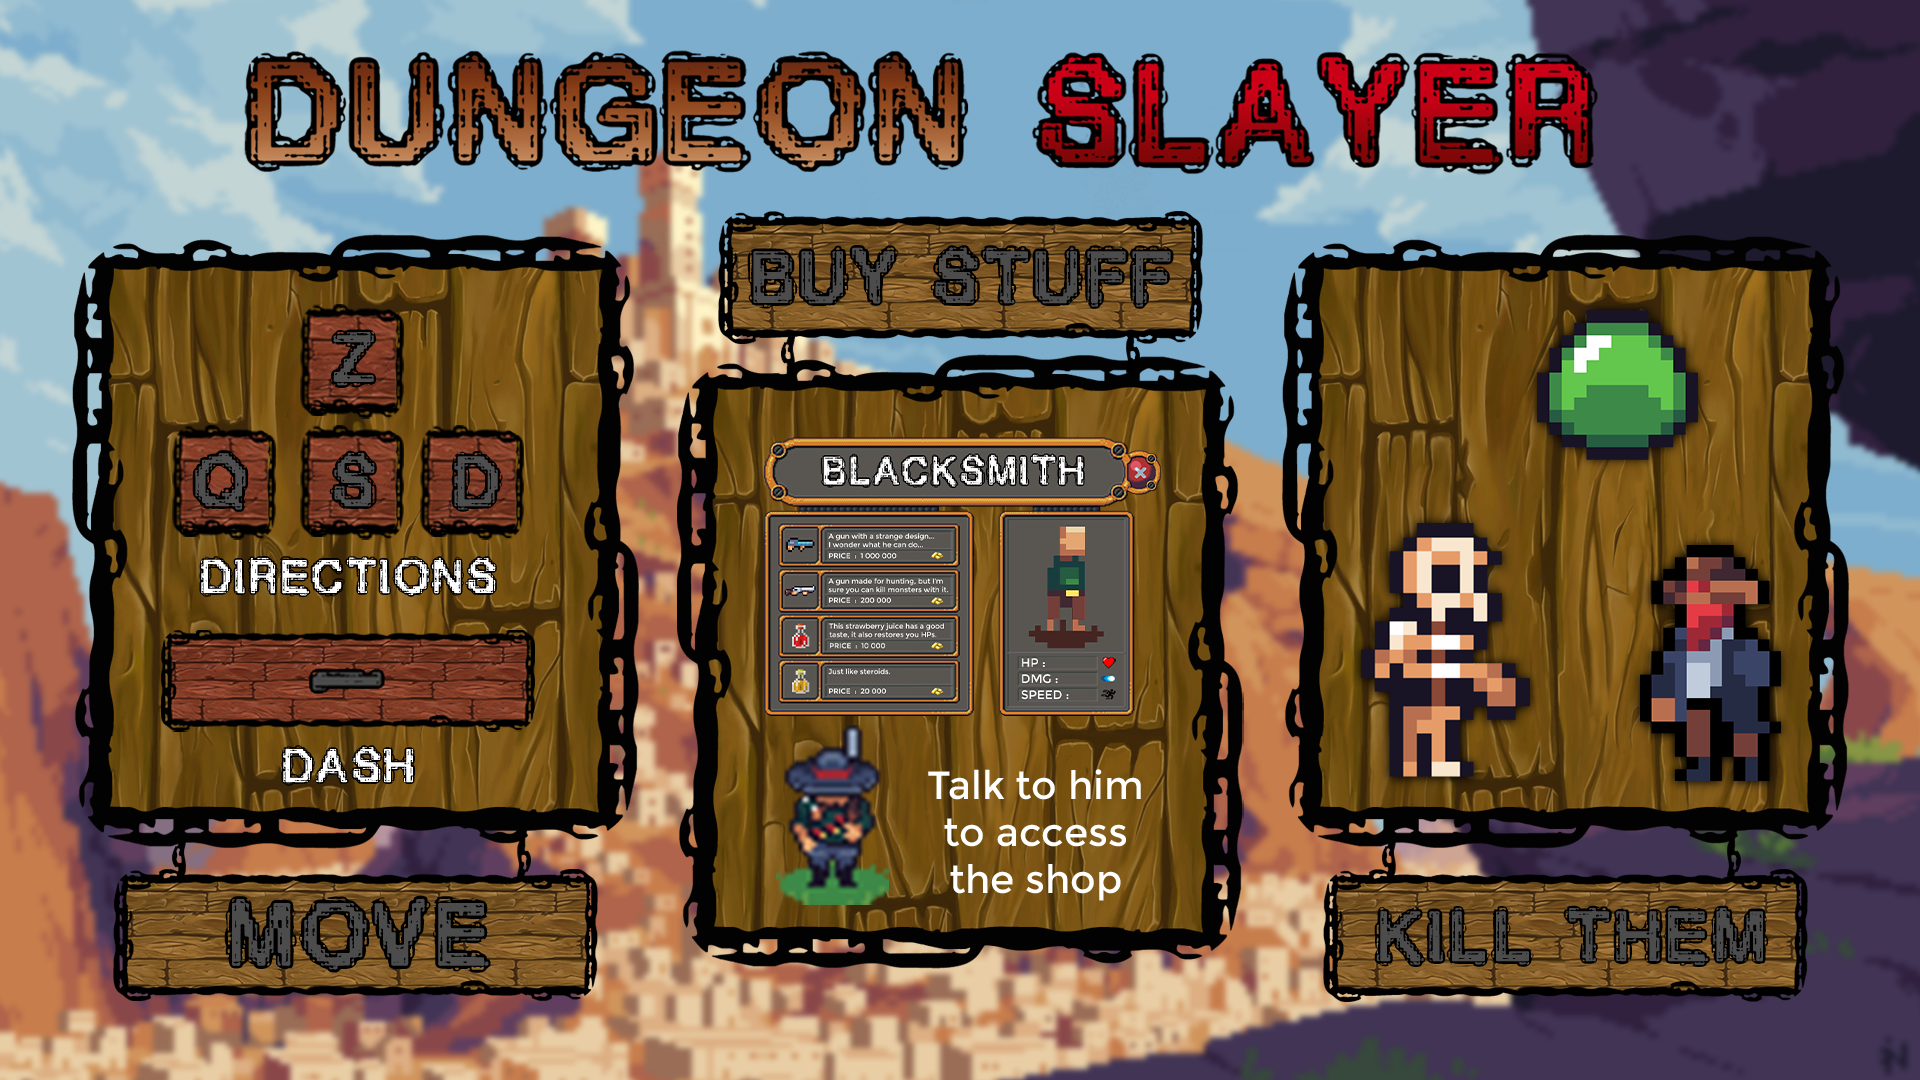 DUNGEON SLAYER
Z
Q S D
DIRECTIONS
DASH
MOVE
BUY STUFF
BLACKSMITH
A gun with a strange design...
I wonder what he can do...
PRICE : 1 000 000
A gun made for hunting, but I'm
sure you can kill monsters with it.
PRICE : 200 000
This strawberry juice has a good
taste, it also restores you HPs.
PRICE : 10 000
Just like steroids.
PRICE : 20 000
HP :
DMG :
SPEED :
Talk to him
to access
the shop
KILL THEM